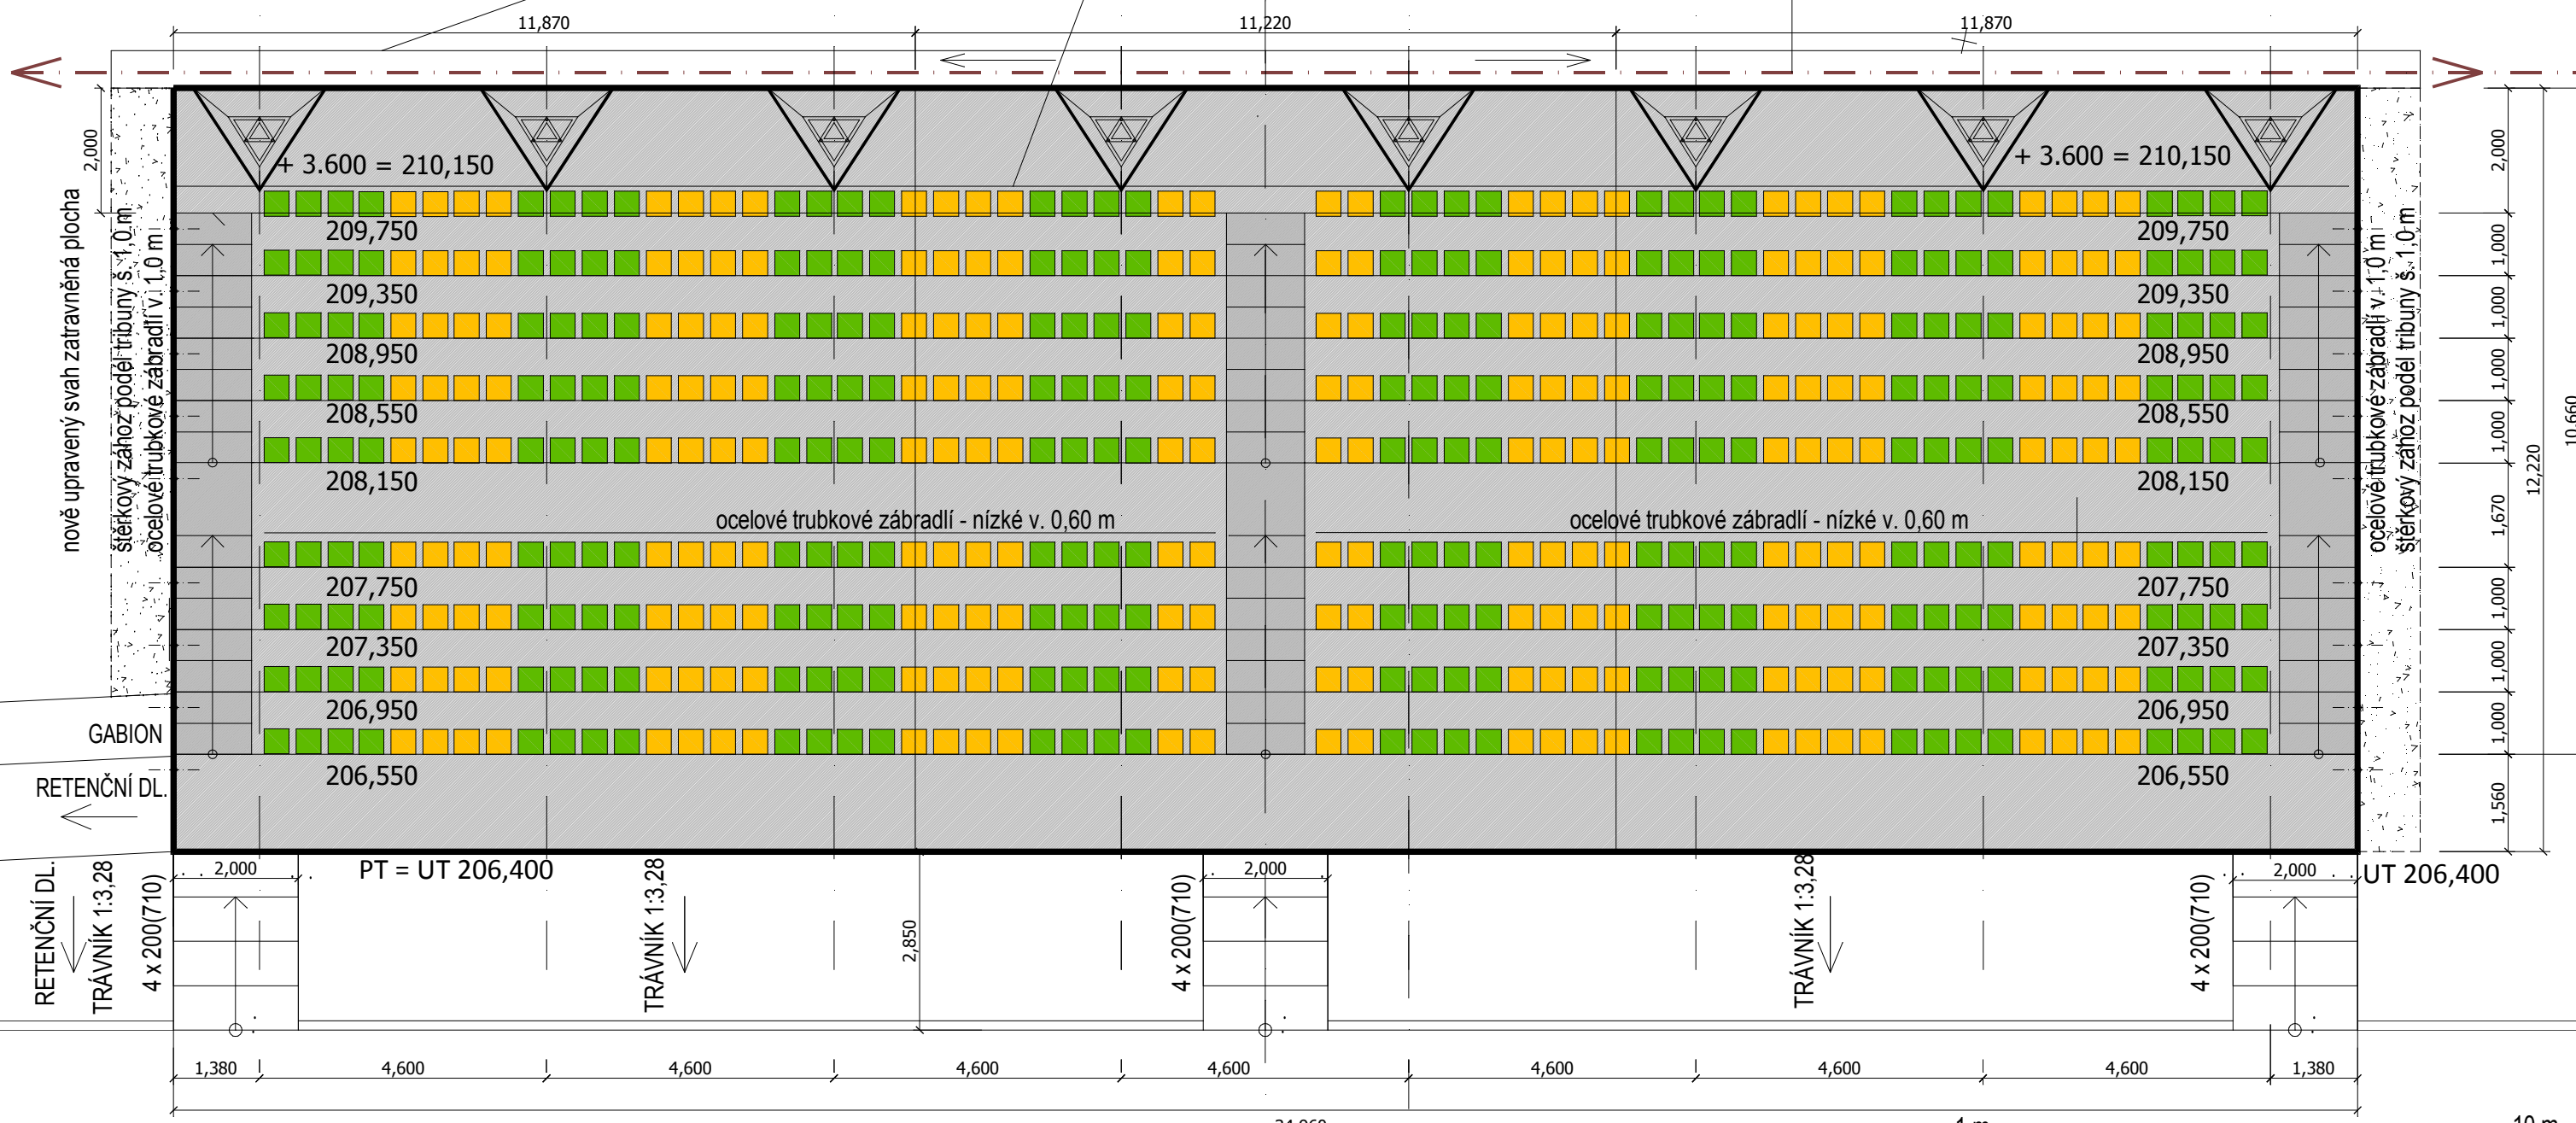 11,870
11,220
11,870
2,000
+ 3.600 = 210,150
+ 3.600 = 210,150
2,000
nově upravený svah zatravněná plocha
štěrkový zához podél tribuny š. 1,0 m
ocelové trubkové zábradlí v. 1,0 m
209,750
209,750
209,350
209,350
208,950
208,950
208,550
208,550
208,150
208,150
ocelové trubkové zábradlí - nízké v. 0,60 m
ocelové trubkové zábradlí - nízké v. 0,60 m
207,750
207,750
207,350
207,350
206,950
206,950
206,550
206,550
ocelové trubkové zábradlí v. 1,0 m
štěrkový zához podél tribuny š. 1,0 m
1,000
1,000
1,000
1,000
1,670
1,000
1,000
1,000
1,560
12,220
10,660
GABION
RETENČNÍ DL.
PT = UT 206,400
UT 206,400
2,000
2,000
2,000
RETENČNÍ DL.
TRÁVNÍK 1:3,28
4 x 200(710)
TRÁVNÍK 1:3,28
2,850
4 x 200(710)
TRÁVNÍK 1:3,28
4 x 200(710)
1,380
4,600
4,600
4,600
4,600
4,600
4,600
4,600
1,380